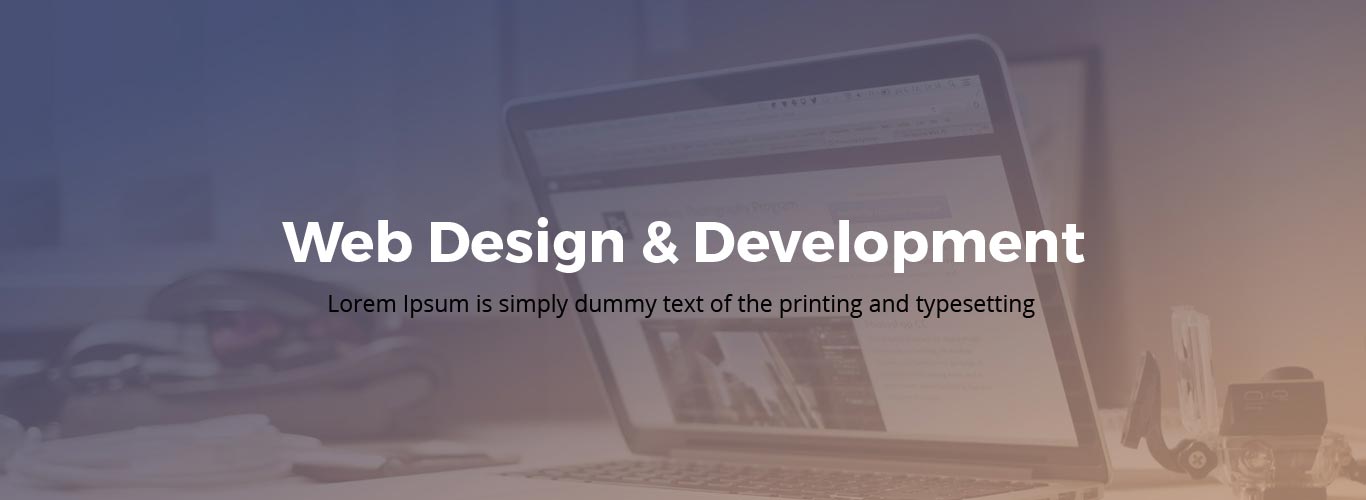 Web Design & Development
Lorem Ipsum is simply dummy text of the printing and typesetting